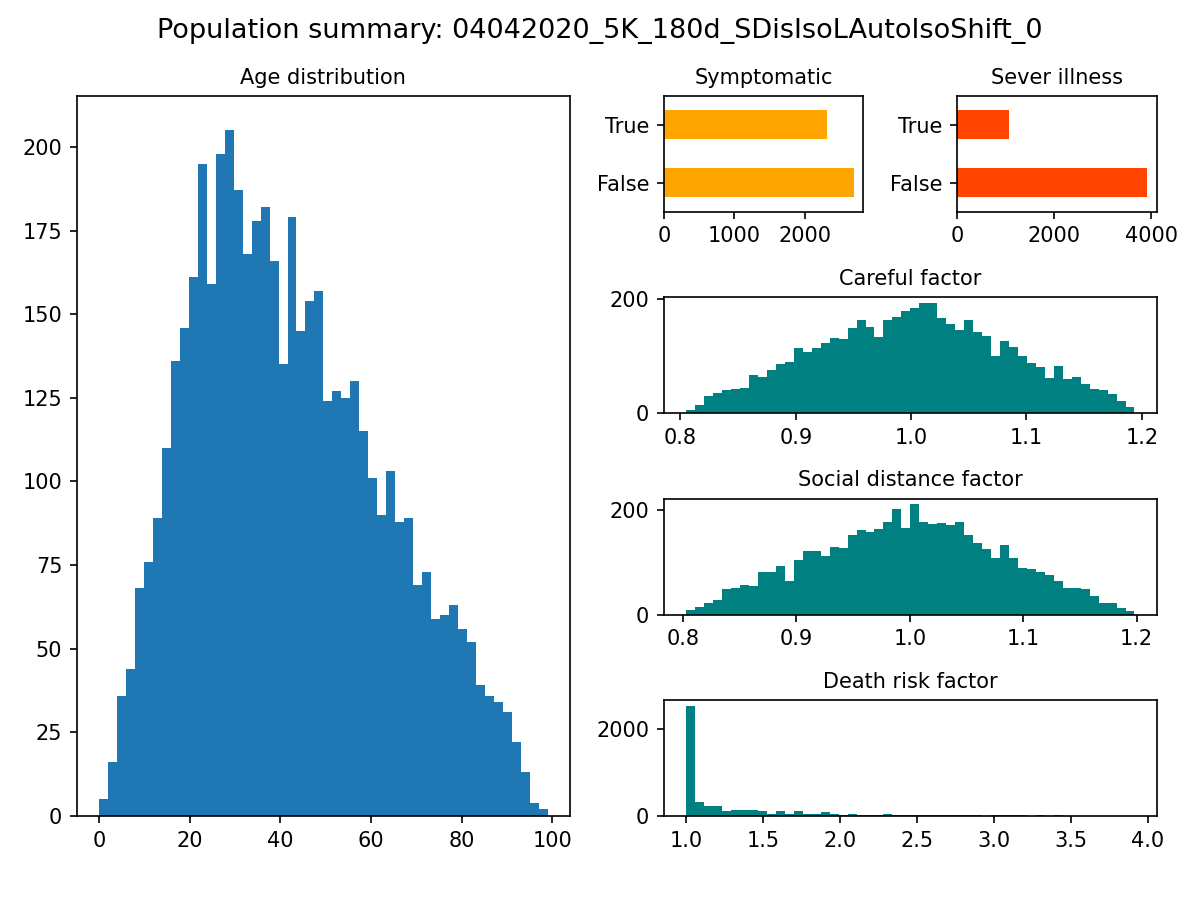 Population summary: 04042020_5K_180d_SDisIsoLAutoIsoShift_0
Age distribution
200
175
150
125
100
75
50
25
0
0 20 40 60 80 100
Symptomatic
True
False
0 1000 2000
Sever illness
True
False
0 2000 4000
Careful factor
200
0
0.8 0.9 1.0 1.1 1.2
Social distance factor
200
0
0.8 0.9 1.0 1.1 1.2
Death risk factor
2000
0
1.0 1.5 2.0 2.5 3.0 3.5 4.0